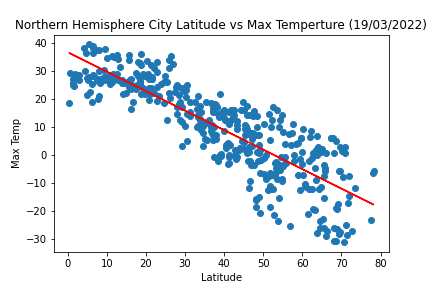 Northern Hemisphere City Latitude vs Max Temperture (19/03/2022)
40
30
20
10
0
−10
−20
−30
Max Temp
0 10 20 30 40 50 60 70 80
Latitude